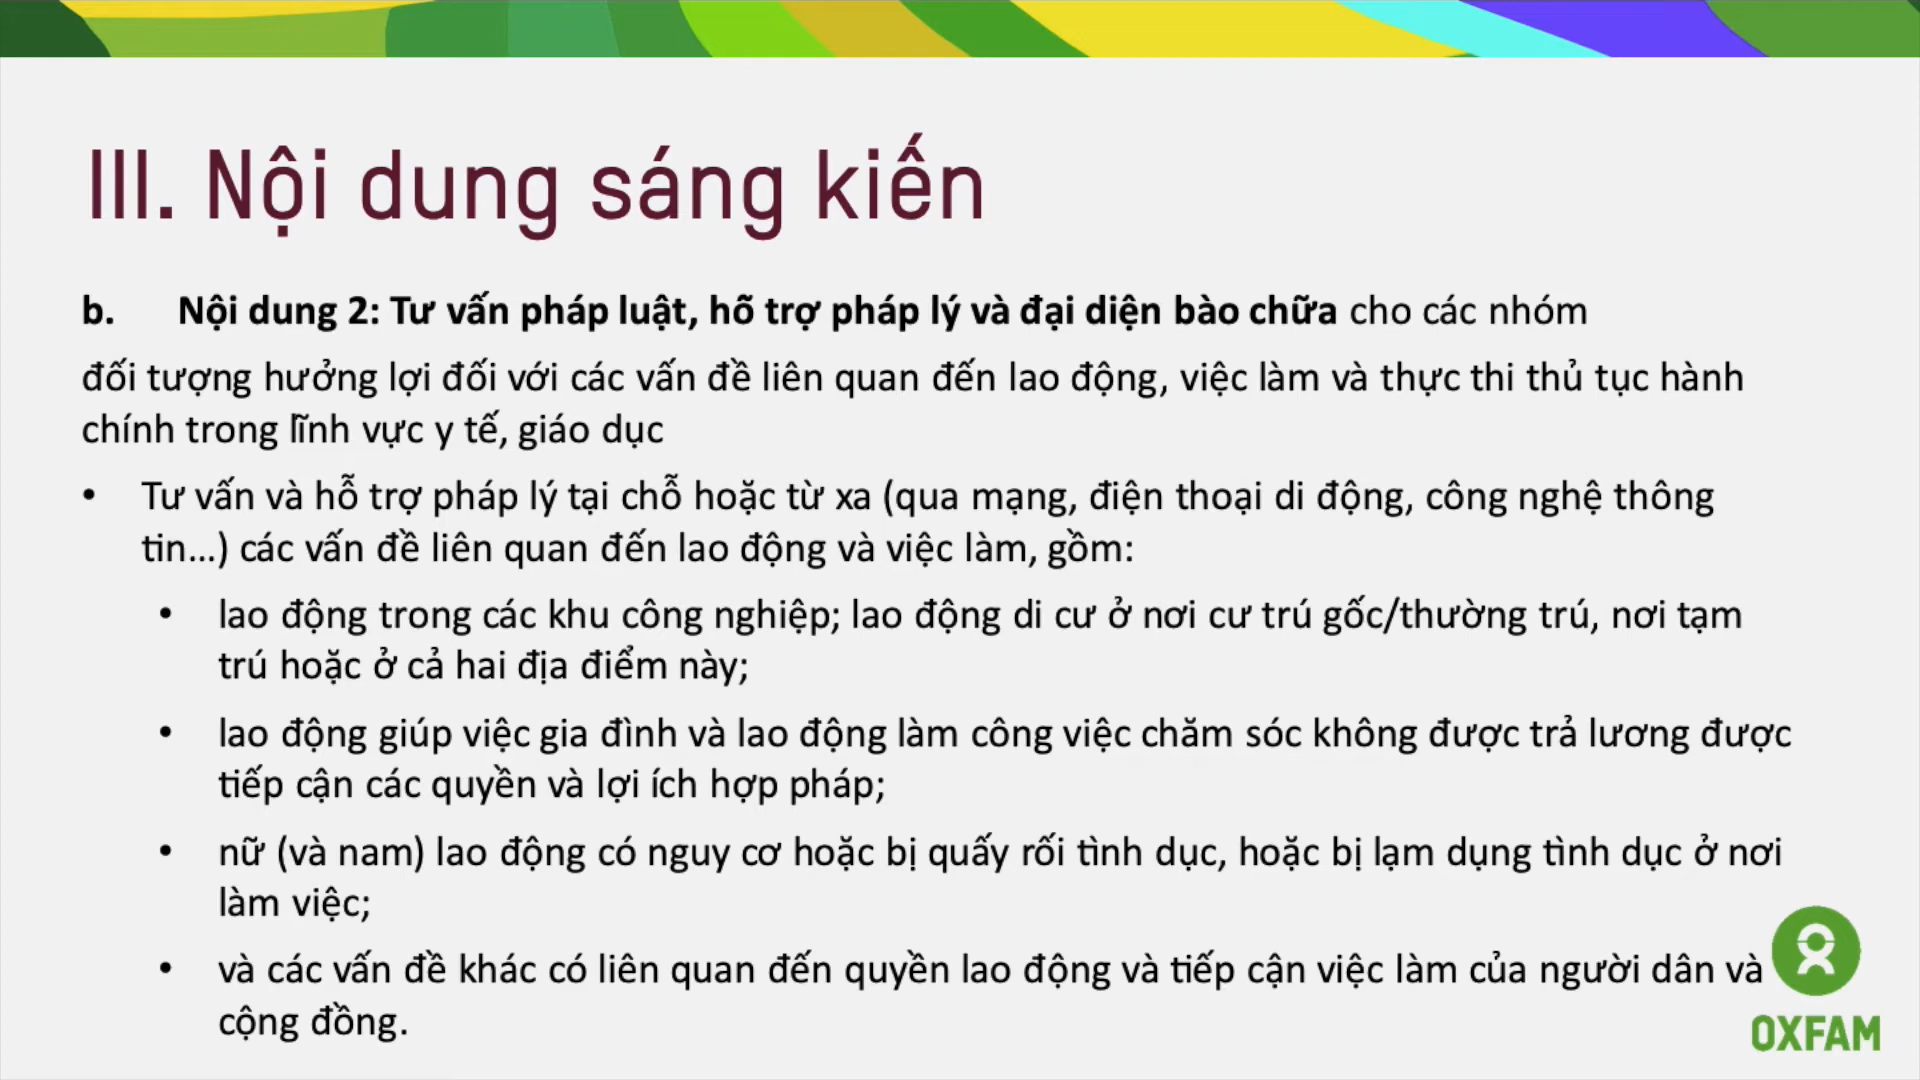 III. Nội dung sáng kiến
b. Nội dung 2: Tư vấn pháp luật, hỗ trợ pháp lý và đại diện bào chữa cho các nhóm
đối tượng hưởng lợi đối với các vấn đề liên quan đến lao động, việc làm và thực thi thủ tục hành
chính trong lĩnh vực y tế, giáo dục
• Tư vấn và hỗ trợ pháp lý tại chỗ hoặc từ xa (qua mạng, điện thoại di động, công nghệ thông
tin...) các vấn đề liên quan đến lao động và việc làm, gồm:
• lao động trong các khu công nghiệp; lao động di cư ở nơi cư trú gốc/thường trú, nơi tạm
trú hoặc ở cả hai địa điểm này;
• lao động giúp việc gia đình và lao động làm công việc chăm sóc không được trả lương được
tiếp cận các quyền và lợi ích hợp pháp;
• nữ (và nam) lao động có nguy cơ hoặc bị quấy rối tình dục, hoặc bị lạm dụng tình dục ở nơi
làm việc;
• và các vấn đề khác có liên quan đến quyền lao động và tiếp cận việc làm của người dân và
cộng đồng.
OXFAM